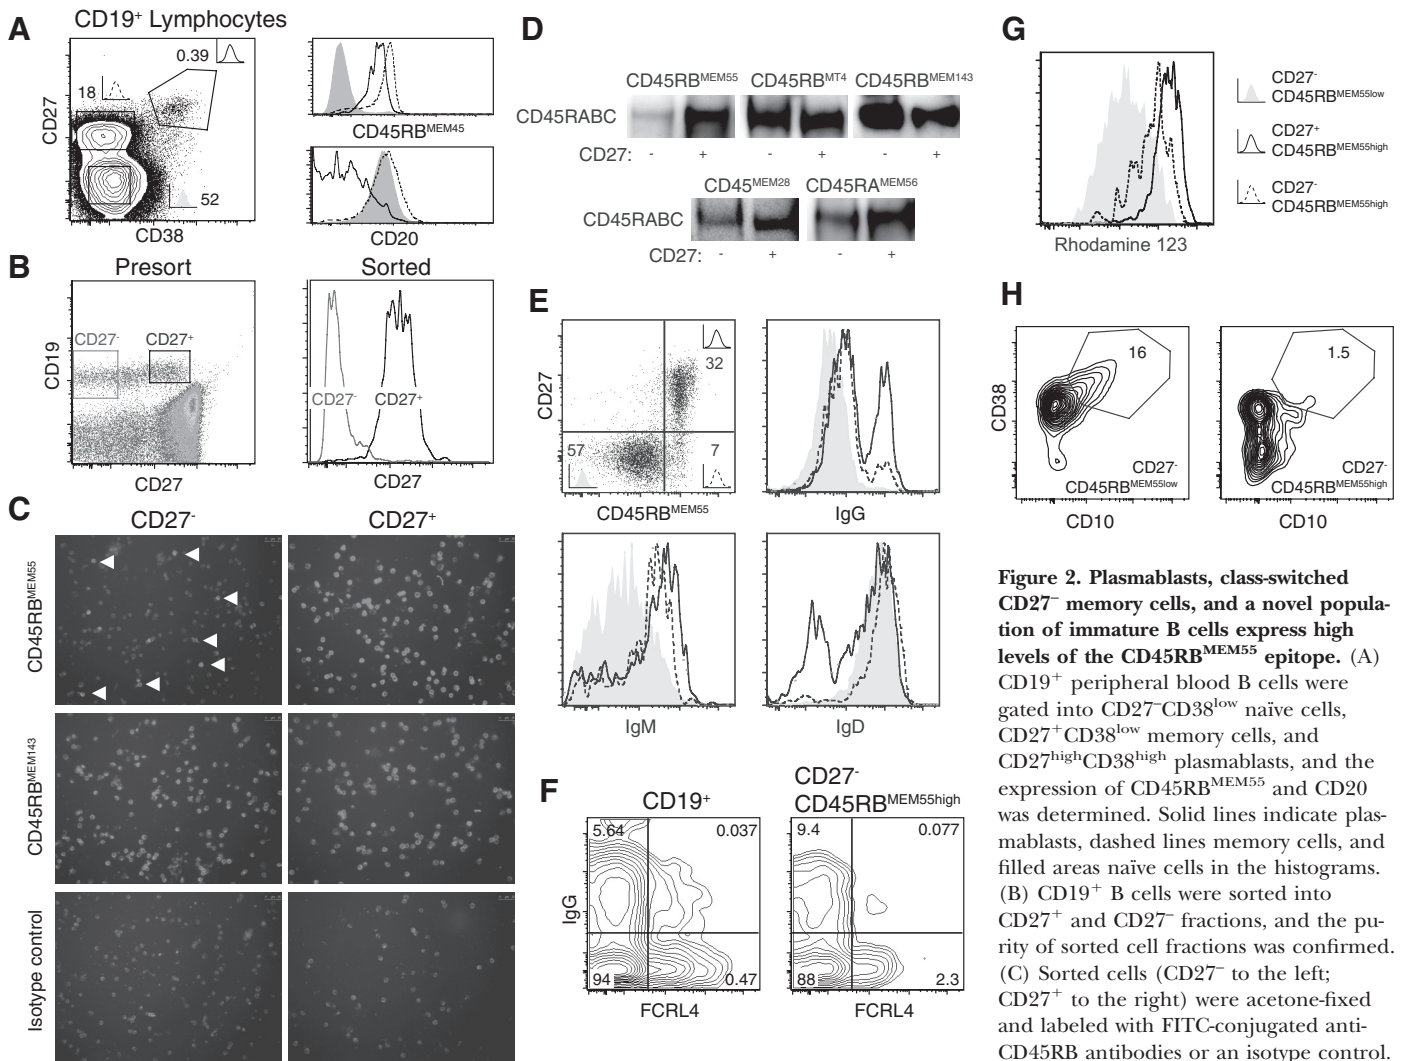 A
CD19⁺ Lymphocytes
0.39
18
52
CD27
CD38
CD45RB^MEM45
CD20
B
Presort
Sorted
CD27⁻
CD27⁺
CD19
CD27
CD27⁻
CD27⁺
CD27
C
CD27⁻
CD27⁺
CD45RB^MEM55
CD45RB^MEM143
Isotype control
D
CD45RB^MEM55
CD45RB^MT4
CD45RB^MEM143
CD45RABC
CD27: - + - + - +
CD45^MEM28
CD45RA^MEM56
CD45RABC
CD27: - + - +
E
32
57
7
CD27
CD45RB^MEM55
IgG
IgM
IgD
F
CD19⁺
CD27⁻
CD45RB^MEM55high
5.64
0.037
94
0.47
9.4
0.077
88
2.3
IgG
FCRL4
FCRL4
G
Rhodamine 123
CD27⁻
CD45RB^MEM55low
CD27⁺
CD45RB^MEM55high
CD27⁻
CD45RB^MEM55high
H
16
1.5
CD38
CD27⁻
CD45RB^MEM55low
CD27⁻
CD45RB^MEM55high
CD10
CD10
Figure 2. Plasmablasts, class-switched
CD27⁻ memory cells, and a novel popula-
tion of immature B cells express high
levels of the CD45RB^MEM55 epitope. (A)
CD19⁺ peripheral blood B cells were
gated into CD27⁻CD38^low naïve cells,
CD27⁺CD38^low memory cells, and
CD27^highCD38^high plasmablasts, and the
expression of CD45RB^MEM55 and CD20
was determined. Solid lines indicate plas-
mablasts, dashed lines memory cells, and
filled areas naïve cells in the histograms.
(B) CD19⁺ B cells were sorted into
CD27⁺ and CD27⁻ fractions, and the pu-
rity of sorted cell fractions was confirmed.
(C) Sorted cells (CD27⁻ to the left;
CD27⁺ to the right) were acetone-fixed
and labeled with FITC-conjugated anti-
CD45RB antibodies or an isotype control.